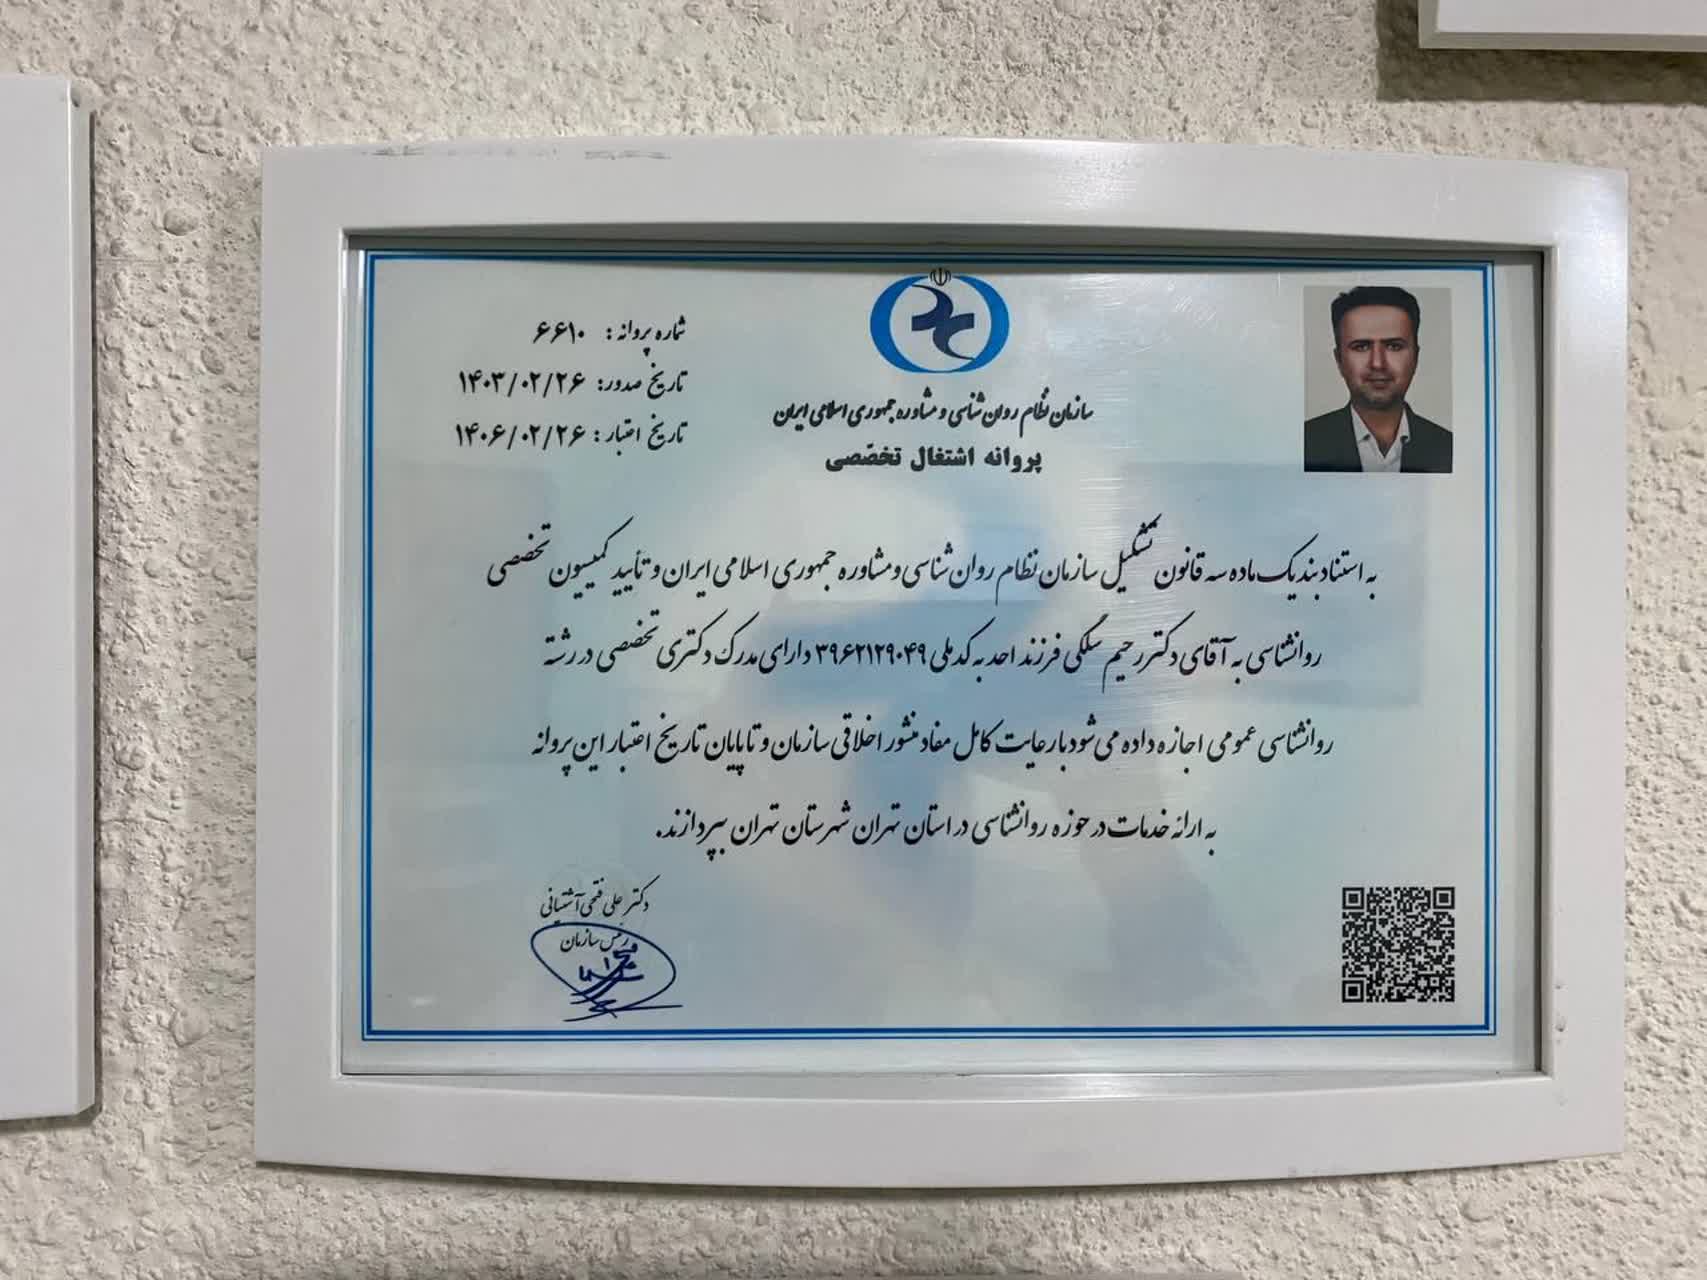 شماره پروانه: ۶۶۱۰
تاریخ صدور: ۱۴۰۳/۰۲/۲۶
تاریخ اعتبار: ۱۴۰۶/۰۲/۲۶
سازمان نظام روان‌شناسی و مشاوره جمهوری اسلامی ایران
پروانه اشتغال تخصّصی
به استناد بند یک ماده سه قانون تشکیل سازمان نظام روان‌شناسی و مشاوره جمهوری اسلامی ایران و تأیید کمیسیون تخصصی
روانشناسی به آقای دکتر رحیم سلگی فرزند احد به کد ملی ۳۹۶۲۱۲۹۰۴۹ دارای مدرک دکتری تخصصی در رشته
روانشناسی عمومی اجازه داده می‌شود با رعایت کامل مفاد منشور اخلاقی سازمان و تا پایان تاریخ اعتبار این پروانه
به ارائه خدمات در حوزه روانشناسی در استان تهران شهرستان تهران بپردازند.
دکتر علی فتحی آشتیانی
رئیس سازمان